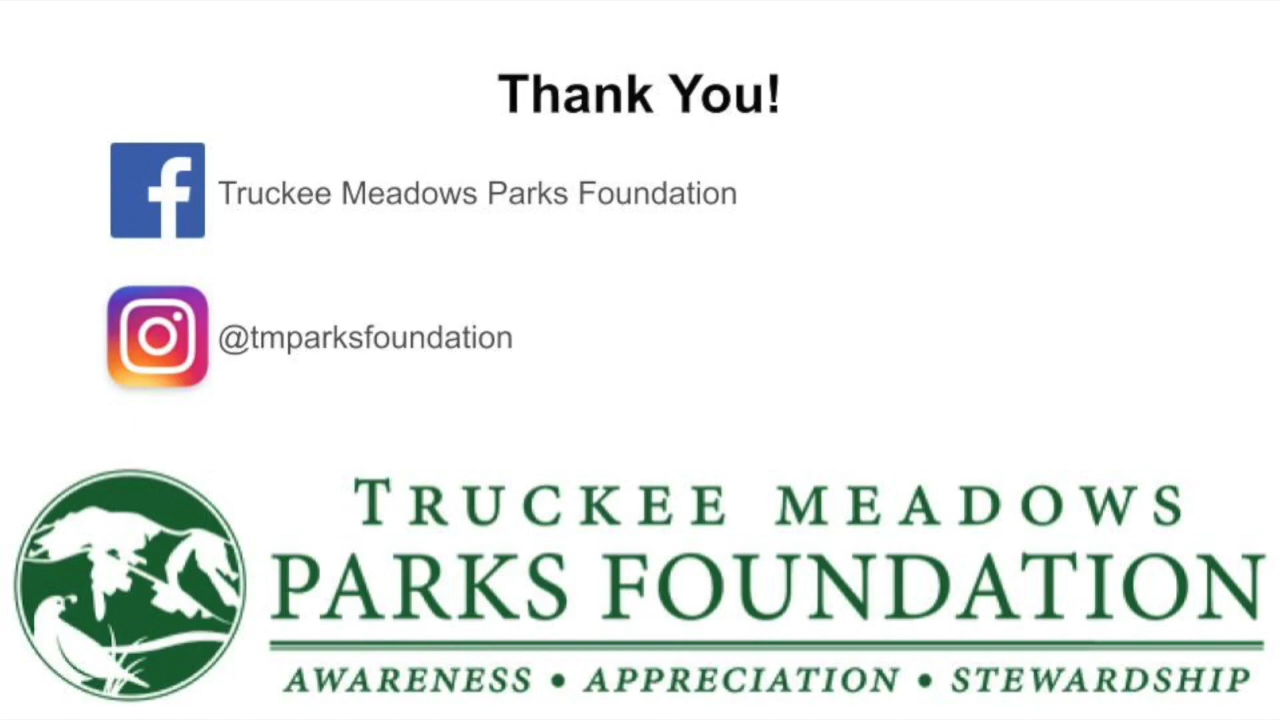 Thank You!
Truckee Meadows Parks Foundation
@tmparksfoundation
TRUCKEE MEADOWS
PARKS FOUNDATION
AWARENESS • APPRECIATION • STEWARDSHIP